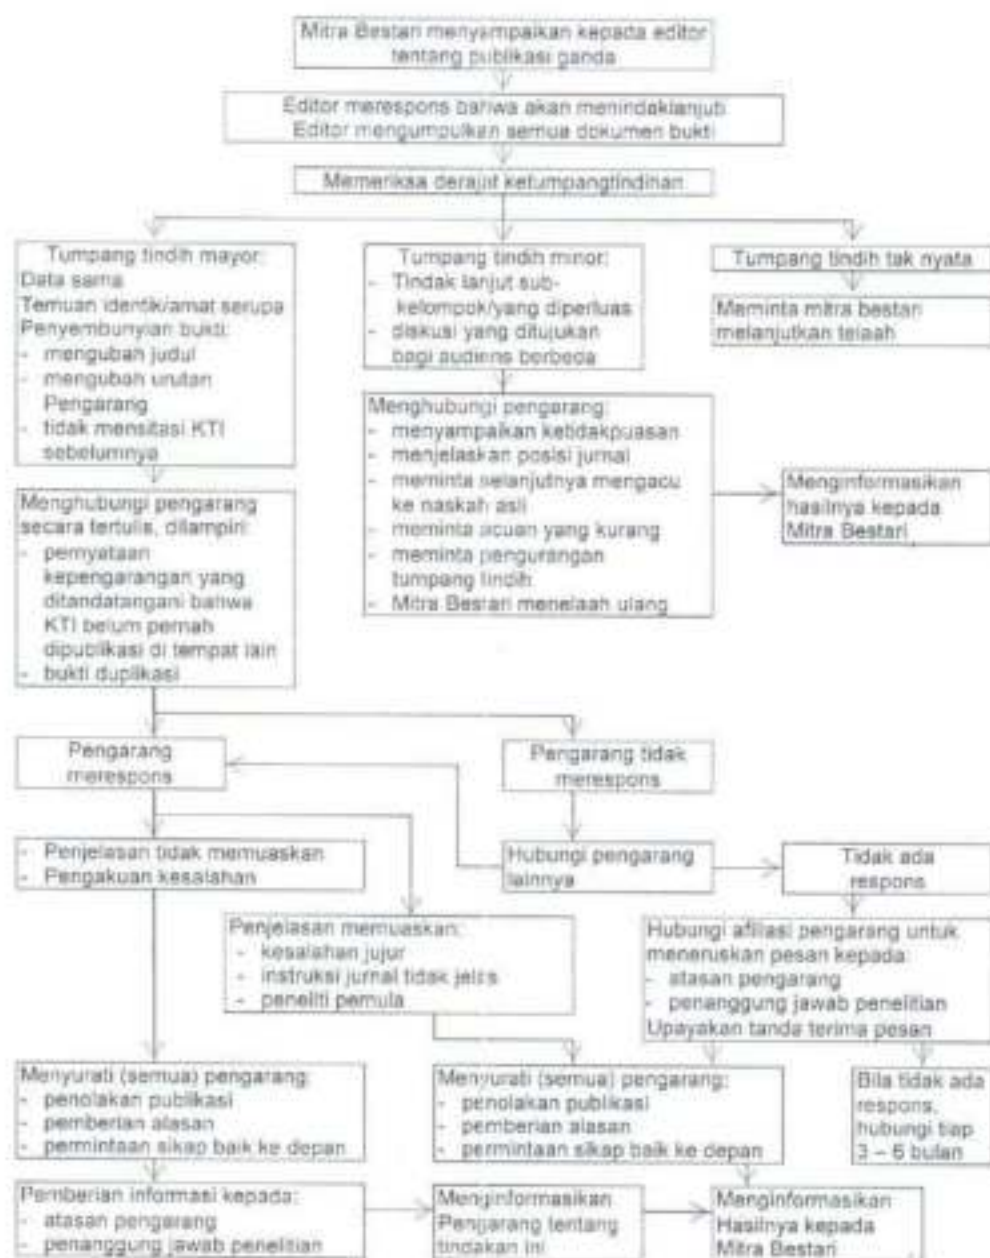 Mitra Bestari menyampaikan kepada editor
tentang publikasi ganda
Editor merespons bahwa akan menindaklanjuti
Editor mengumpulkan semua dokumen bukti
Memeriksa derajat ketumpangtindihan
Tumpang tindih mayor:
Data sama
Temuan identik/amat serupa
Penyembunyian bukti:
- mengubah judul
- mengubah urutan
Pengarang
- tidak mensitasi KTI
sebelumnya
Tumpang tindih minor:
- Tindak lanjut sub-
kelompok/yang diperluas
- diskusi yang ditujukan
bagi audiens berbeda
Tumpang tindih tak nyata
Meminta mitra bestari
melanjutkan telaah
Menghubungi pengarang:
- menyampaikan ketidakpuasan
- menjelaskan posisi jurnal
- meminta selanjutnya mengacu
ke naskah asli
- meminta acuan yang kurang
- meminta pengurangan
tumpang tindih
- Mitra Bestari menelaah ulang
Menginformasikan
hasilnya kepada
Mitra Bestari
Menghubungi pengarang
secara tertulis, dilampiri:
- pernyataan
kepengarangan yang
ditandatangani bahwa
KTI belum pernah
dipublikasi di tempat lain
- bukti duplikasi
Pengarang
merespons
Pengarang tidak
merespons
- Penjelasan tidak memuaskan
- Pengakuan kesalahan
Hubungi pengarang
lainnya
Tidak ada
respon
Penjelasan memuaskan:
- kesalahan jujur
- instruksi jurnal tidak jelas
- peneliti pemula
Hubungi afiliasi pengarang untuk
meneruskan pesan kepada:
- atasan pengarang
- penanggung jawab penelitian
Upayakan tanda terima pesan
Menyurati (semua) pengarang:
- penolakan publikasi
- pemberian alasan
- permintaan sikap baik ke depan
Menyurati (semua) pengarang:
- penolakan publikasi
- pemberian alasan
- permintaan sikap baik ke depan
Bila tidak ada
respons,
hubungi tiap
3 – 6 bulan
Pemberian informasi kepada:
- atasan pengarang
- penanggung jawab penelitian
Menginformasikan
Pengarang tentang
tindakan ini
Menginformasikan
Hasilnya kepada
Mitra Bestari